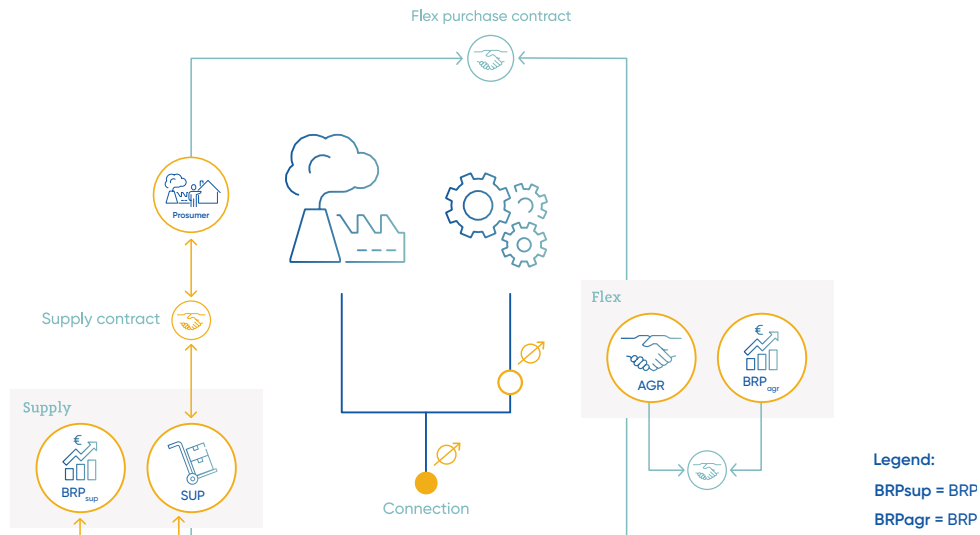 Flex purchase contract
Prosumer
Supply contract
Flex
€
AGR
BRPagr
Supply
€
BRPsup
SUP
Connection
Legend:
BRPsup = BRP
BRPagr = BRP